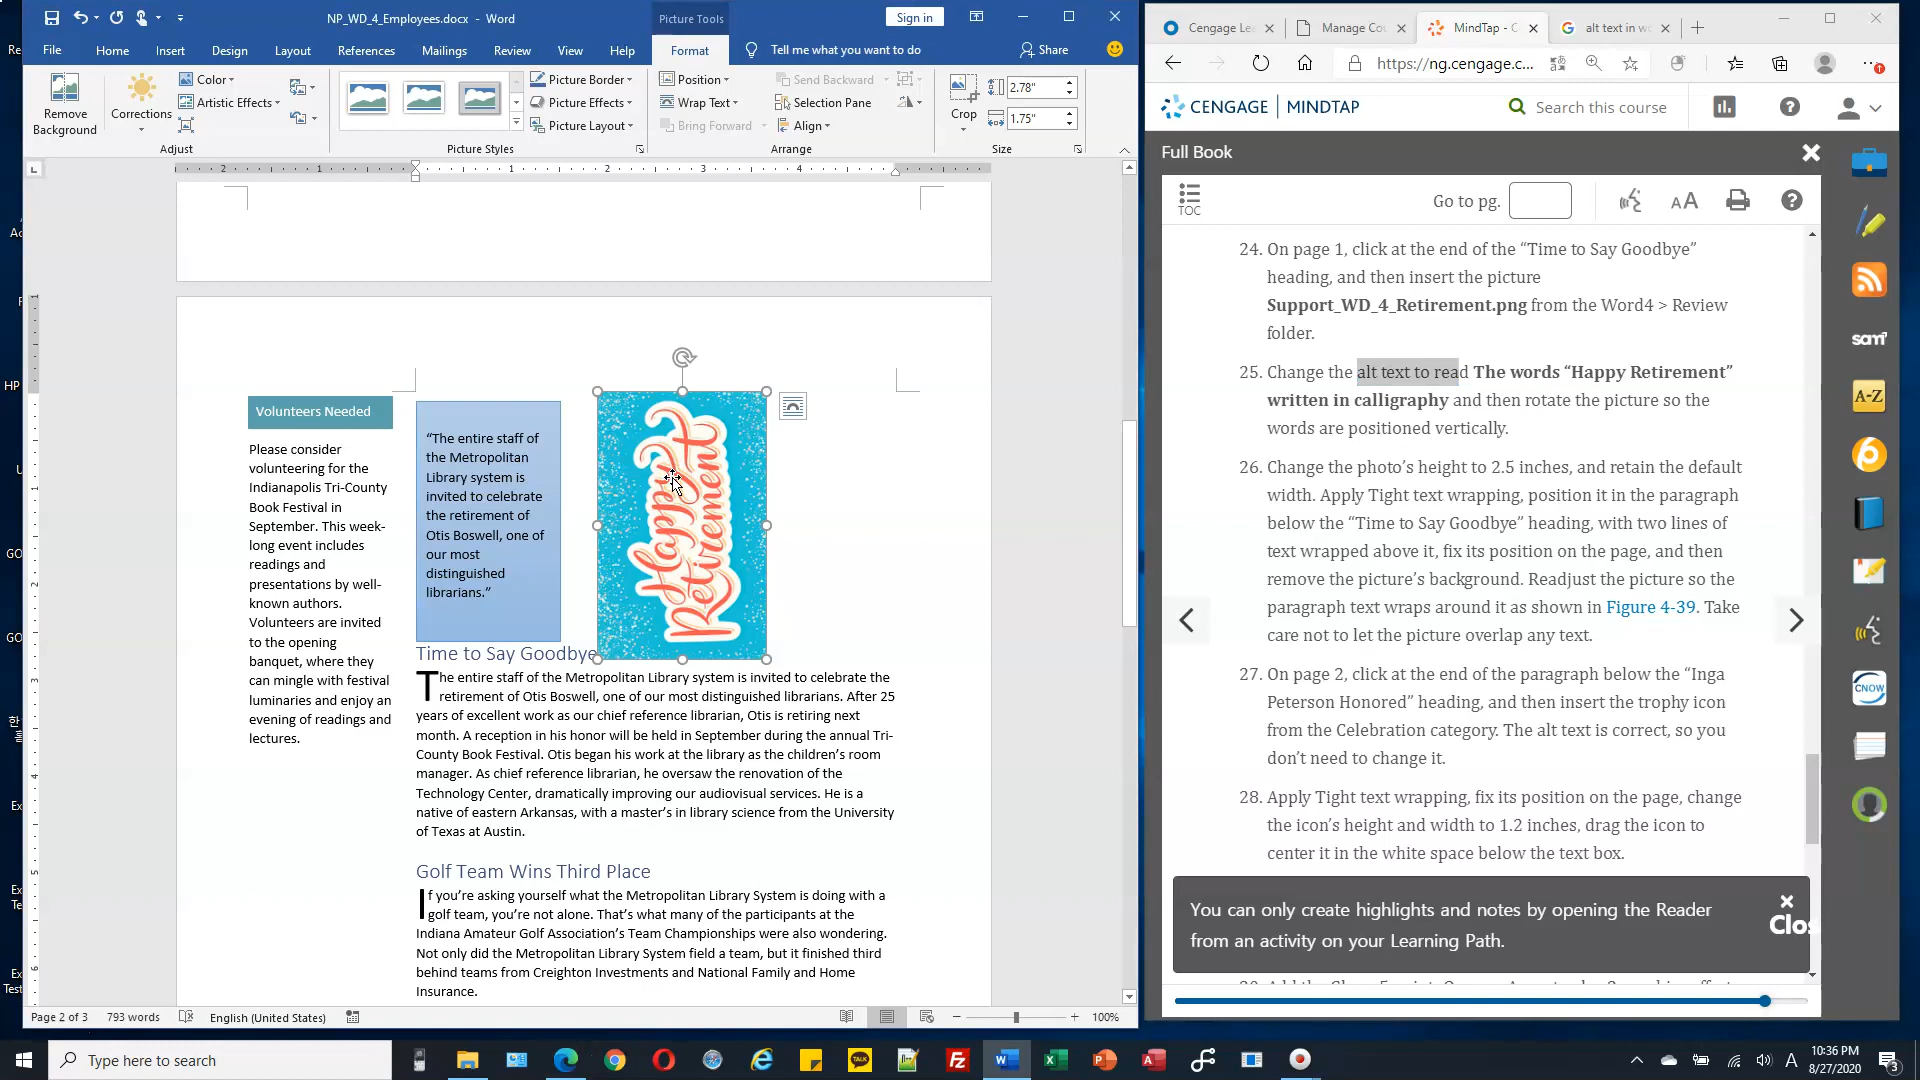 NP_WD_4_Employees.docx - Word
Picture Tools
Sign in
File
Home
Insert
Design
Layout
References
Mailings
Review
View
Help
Format
Tell me what you want to do
Share
Remove
Background
Corrections
Color
Artistic Effects
Adjust
Picture Styles
Picture Border
Picture Effects
Picture Layout
Position
Wrap Text
Bring Forward
Send Backward
Selection Pane
Align
Arrange
Crop
2.78"
1.75"
Size
Volunteers Needed
Please consider
volunteering for the
Indianapolis Tri-County
Book Festival in
September. This week-
long event includes
readings and
presentations by well-
known authors.
Volunteers are invited
to the opening
banquet, where they
can mingle with festival
luminaries and enjoy an
evening of readings and
lectures.
“The entire staff of
the Metropolitan
Library system is
invited to celebrate
the retirement of
Otis Boswell, one of
our most
distinguished
librarians.”
Happy
Retirement
Time to Say Goodbye
The entire staff of the Metropolitan Library system is invited to celebrate the
retirement of Otis Boswell, one of our most distinguished librarians. After 25
years of excellent work as our chief reference librarian, Otis is retiring next
month. A reception in his honor will be held in September during the annual Tri-
County Book Festival. Otis began his work at the library as the children’s room
manager. As chief reference librarian, he oversaw the renovation of the
Technology Center, dramatically improving our audiovisual services. He is a
native of eastern Arkansas, with a master’s in library science from the University
of Texas at Austin.
Golf Team Wins Third Place
If you’re asking yourself what the Metropolitan Library System is doing with a
golf team, you’re not alone. That’s what many of the participants at the
Indiana Amateur Golf Association’s Team Championships were also wondering.
Not only did the Metropolitan Library System field a team, but it finished third
behind teams from Creighton Investments and National Family and Home
Insurance.
Page 2 of 3
793 words
English (United States)
100%
Cengage Lea
Manage Cou
MindTap - C
alt text in wo
https://ng.cengage.c...
CENGAGE | MINDTAP
Search this course
Full Book
TOC
Go to pg.
AA
24. On page 1, click at the end of the “Time to Say Goodbye”
heading, and then insert the picture
Support_WD_4_Retirement.png from the Word4 > Review
folder.
25. Change the alt text to read The words “Happy Retirement”
written in calligraphy and then rotate the picture so the
words are positioned vertically.
26. Change the photo’s height to 2.5 inches, and retain the default
width. Apply Tight text wrapping, position it in the paragraph
below the “Time to Say Goodbye” heading, with two lines of
text wrapped above it, fix its position on the page, and then
remove the picture’s background. Readjust the picture so the
paragraph text wraps around it as shown in Figure 4-39. Take
care not to let the picture overlap any text.
27. On page 2, click at the end of the paragraph below the “Inga
Peterson Honored” heading, and then insert the trophy icon
from the Celebration category. The alt text is correct, so you
don’t need to change it.
28. Apply Tight text wrapping, fix its position on the page, change
the icon’s height and width to 1.2 inches, drag the icon to
center it in the white space below the text box.
You can only create highlights and notes by opening the Reader
from an activity on your Learning Path.
×
Clos
sam
A-Z
CNOW
Type here to search
TALK
A
10:36 PM
8/27/2020
3